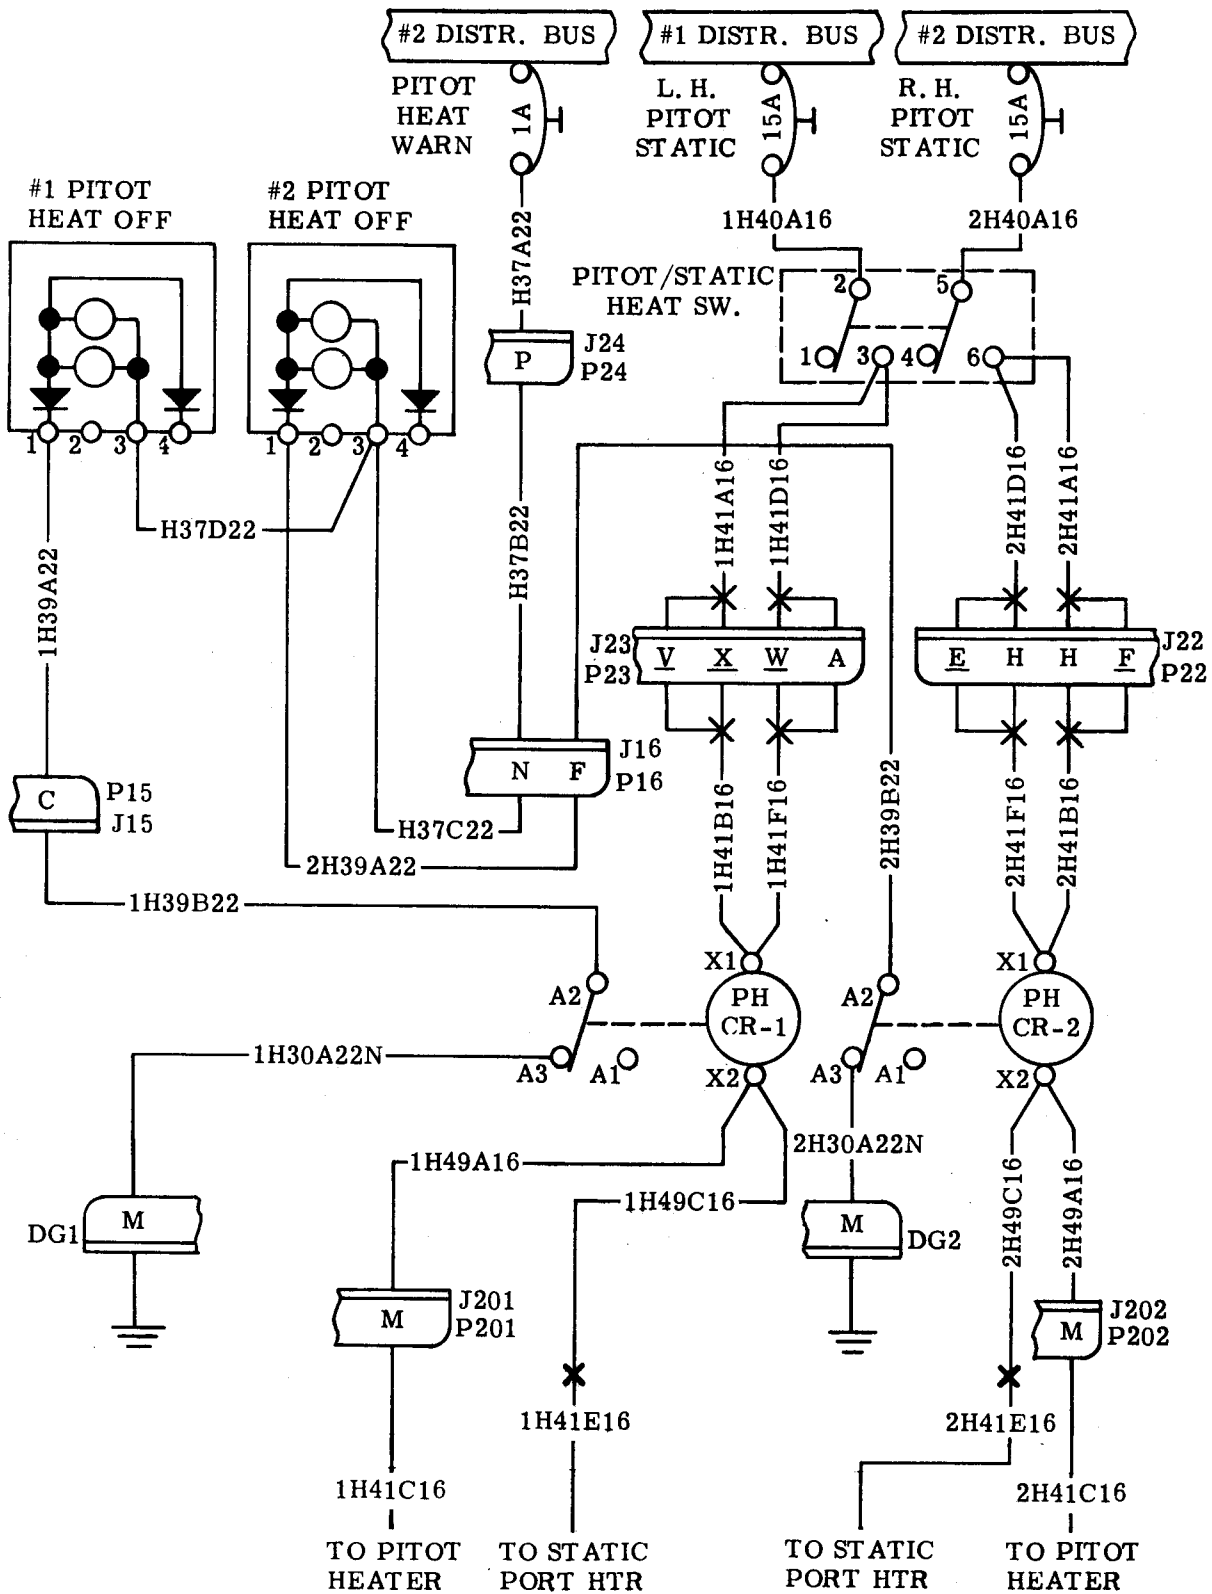 #2 DISTR. BUS
#1 DISTR. BUS
#2 DISTR. BUS
PITOT
HEAT
WARN
1A
L. H.
PITOT
STATIC
15A
R. H.
PITOT
STATIC
15A
#1 PITOT
HEAT OFF
#2 PITOT
HEAT OFF
H37A22
1H40A16
2H40A16
PITOT/STATIC
HEAT SW.
2
5
1
3
4
6
P
J24
P24
1
2
3
4
1
2
3
4
H37D22
1H39A22
H37B22
1H41A16
1H41D16
2H41D16
2H41A16
J23
P23
V
X
W
A
E
H
H
F
J22
P22
N
F
J16
P16
C
P15
J15
H37C22
2H39A22
1H41B16
1H41F16
2H39B22
2H41F16
2H41B16
1H39B22
X1
PH
CR-1
X2
X1
PH
CR-2
X2
A2
A3
A1
A2
A3
A1
1H30A22N
1H49A16
1H49C16
2H30A22N
2H49C16
2H49A16
DG1
M
M
DG2
M
J201
P201
M
J202
P202
1H41E16
2H41E16
1H41C16
2H41C16
TO PITOT
HEATER
TO STATIC
PORT HTR
TO STATIC
PORT HTR
TO PITOT
HEATER